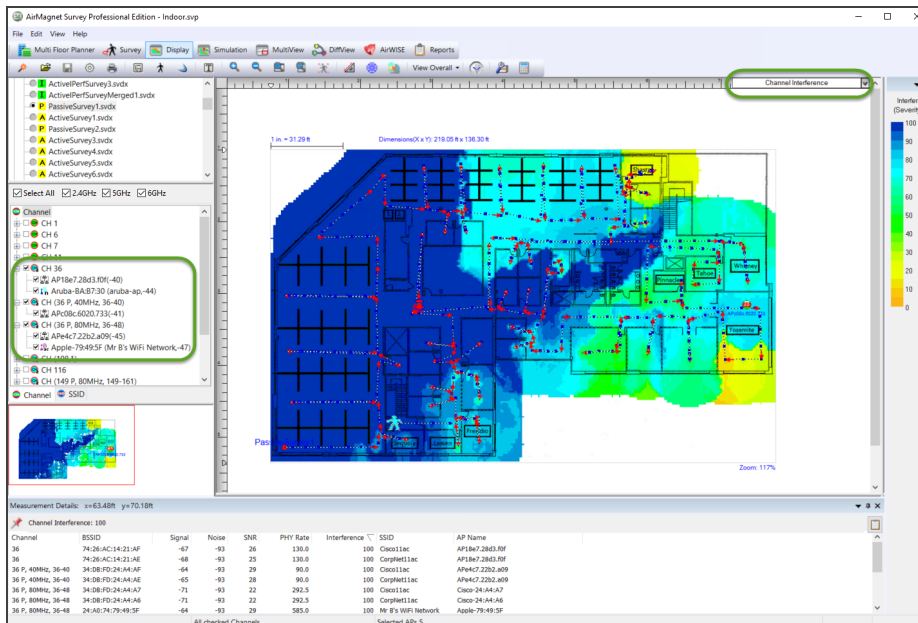 AirMagnet Survey Professional Edition - Indoor.svp
File Edit View Help
Multi Floor Planner Survey Display Simulation MultiView DiffView AirWISE Reports
View Overall
ActiveIPerfSurvey3.svdx
ActiveIPerfSurveyMerged1.svdx
PassiveSurvey1.svdx
ActiveSurvey1.svdx
PassiveSurvey2.svdx
ActiveSurvey3.svdx
ActiveSurvey4.svdx
ActiveSurvey5.svdx
ActiveSurvey6.svdx
Select All 2.4GHz 5GHz 6GHz
Channel
CH 1
CH 6
CH 7
CH 36
AP18e7.28d3.f0f(-40)
Aruba-BA:B7:30 (aruba-ap,-44)
CH (36 P, 40MHz, 36-40)
APc08c.6020.733(-41)
CH (36 P, 80MHz, 36-48)
APe4c7.22b2.a09(-45)
Apple-79:49:5F (Mr B's WiFi Network,-47)
CH 116
CH (149 P, 80MHz, 149-161)
Channel SSID
Channel Interference
1 in. = 31.29 ft
Dimensions(X x Y): 219.05 ft x 136.30 ft
Whitney
Tahoe
Pinnacles
Yosemite
Presidio
Lassen
Zoom: 117%
Interfer
(Severity
100
90
80
70
60
50
40
30
20
10
0
Measurement Details: x=63.48ft y=70.18ft
Channel Interference: 100
Channel BSSID Signal Noise SNR PHY Rate Interference SSID AP Name
36 74:26:AC:14:21:AF -67 -93 26 130.0 100 Cisco11ac AP18e7.28d3.f0f
36 74:26:AC:14:21:AE -68 -93 25 130.0 100 CorpNet11ac AP18e7.28d3.f0f
36 P, 40MHz, 36-40 34:DB:FD:24:A4:AF -64 -93 29 90.0 100 Cisco11ac APe4c7.22b2.a09
36 P, 40MHz, 36-40 34:DB:FD:24:A4:AE -65 -93 28 90.0 100 CorpNet11ac APe4c7.22b2.a09
36 P, 80MHz, 36-48 34:DB:FD:24:A4:A7 -71 -93 22 292.5 100 Cisco11ac Cisco-24:A4:A7
36 P, 80MHz, 36-48 34:DB:FD:24:A4:A6 -71 -93 22 292.5 100 CorpNet11ac Cisco-24:A4:A6
36 P, 80MHz, 36-48 24:A0:74:79:49:5F -64 -93 29 585.0 100 Mr B's WiFi Network Apple-79:49:5F
All checked Channels
Selected APs 5